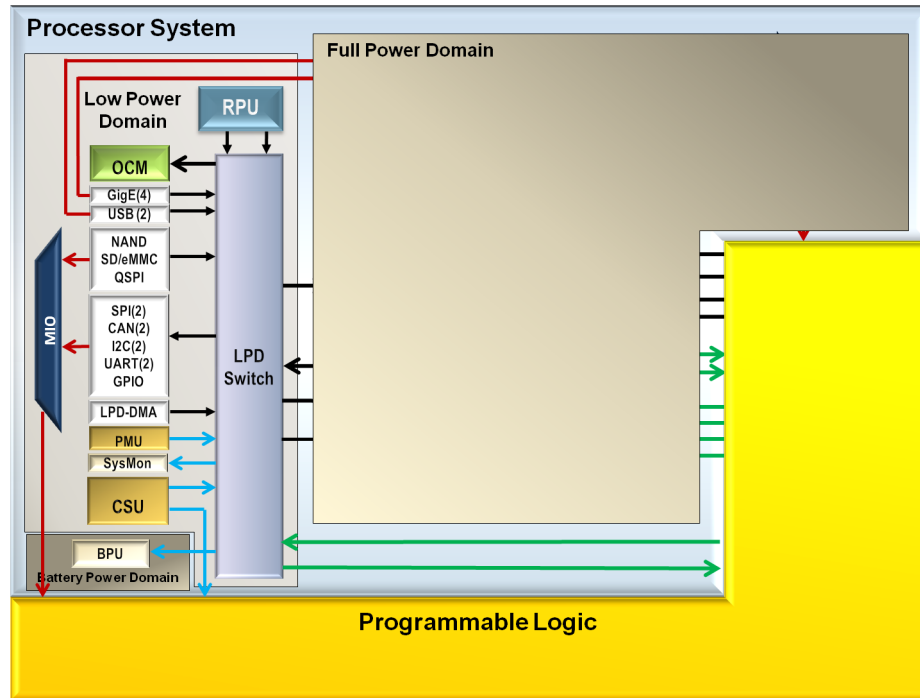 Processor System
Full Power Domain
Low Power
Domain
RPU
OCM
GigE(4)
USB (2)
NAND
SD/eMMC
QSPI
MIO
SPI(2)
CAN(2)
I2C(2)
UART(2)
GPIO
LPD
Switch
LPD-DMA
PMU
SysMon
CSU
BPU
Battery Power Domain
Programmable Logic